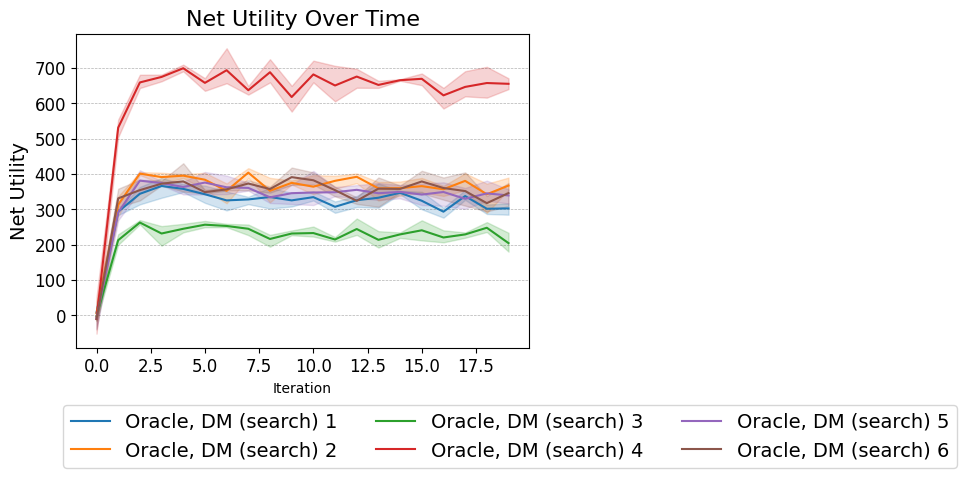 Net Utility Over Time
Net Utility
700
600
500
400
300
200
100
0
0.0 2.5 5.0 7.5 10.0 12.5 15.0 17.5
Iteration
Oracle, DM (search) 1 Oracle, DM (search) 3 Oracle, DM (search) 5
Oracle, DM (search) 2 Oracle, DM (search) 4 Oracle, DM (search) 6